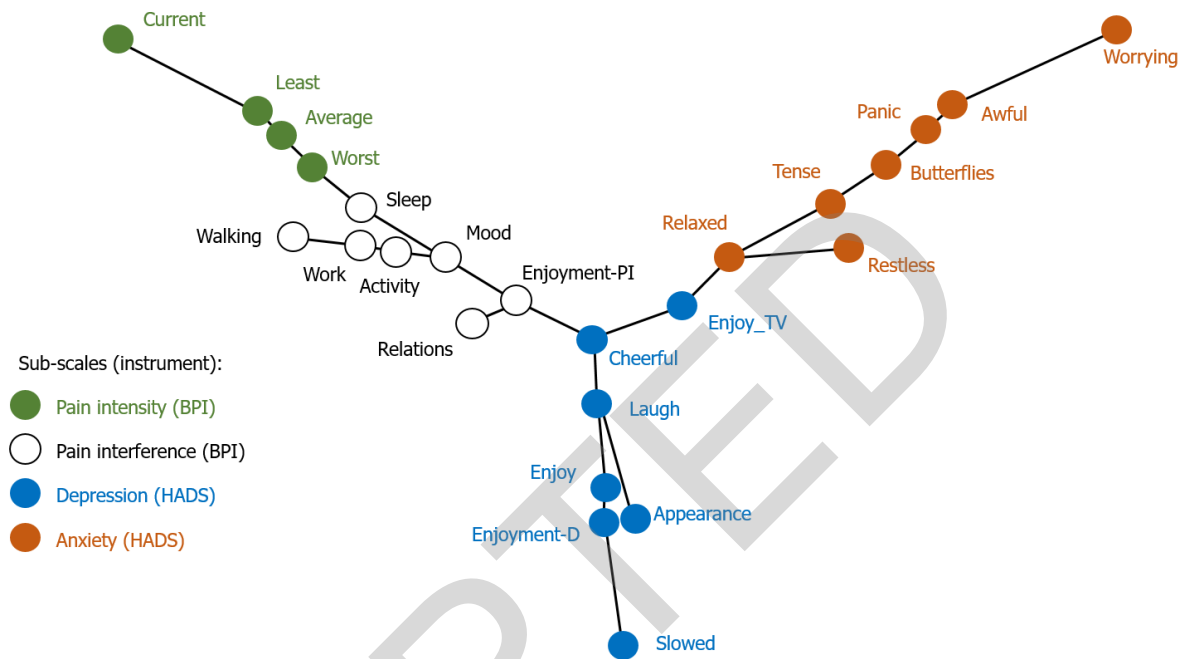 Current
Worrying
Least
Panic
Awful
Average
Worst
Tense
Butterflies
Sleep
Relaxed
Walking
Mood
Restless
Work
Activity
Enjoyment-PI
Enjoy_TV
Relations
Cheerful
Sub-scales (instrument):
Pain intensity (BPI)
Laugh
Pain interference (BPI)
Enjoy
Depression (HADS)
Appearance
Enjoyment-D
Anxiety (HADS)
Slowed
PTED